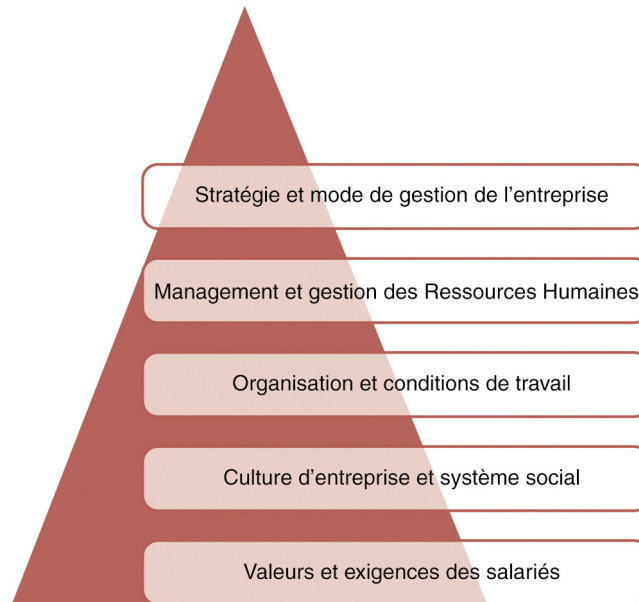 Stratégie et mode de gestion de l’entreprise
Management et gestion des Ressources Humaines
Organisation et conditions de travail
Culture d’entreprise et système social
Valeurs et exigences des salariés